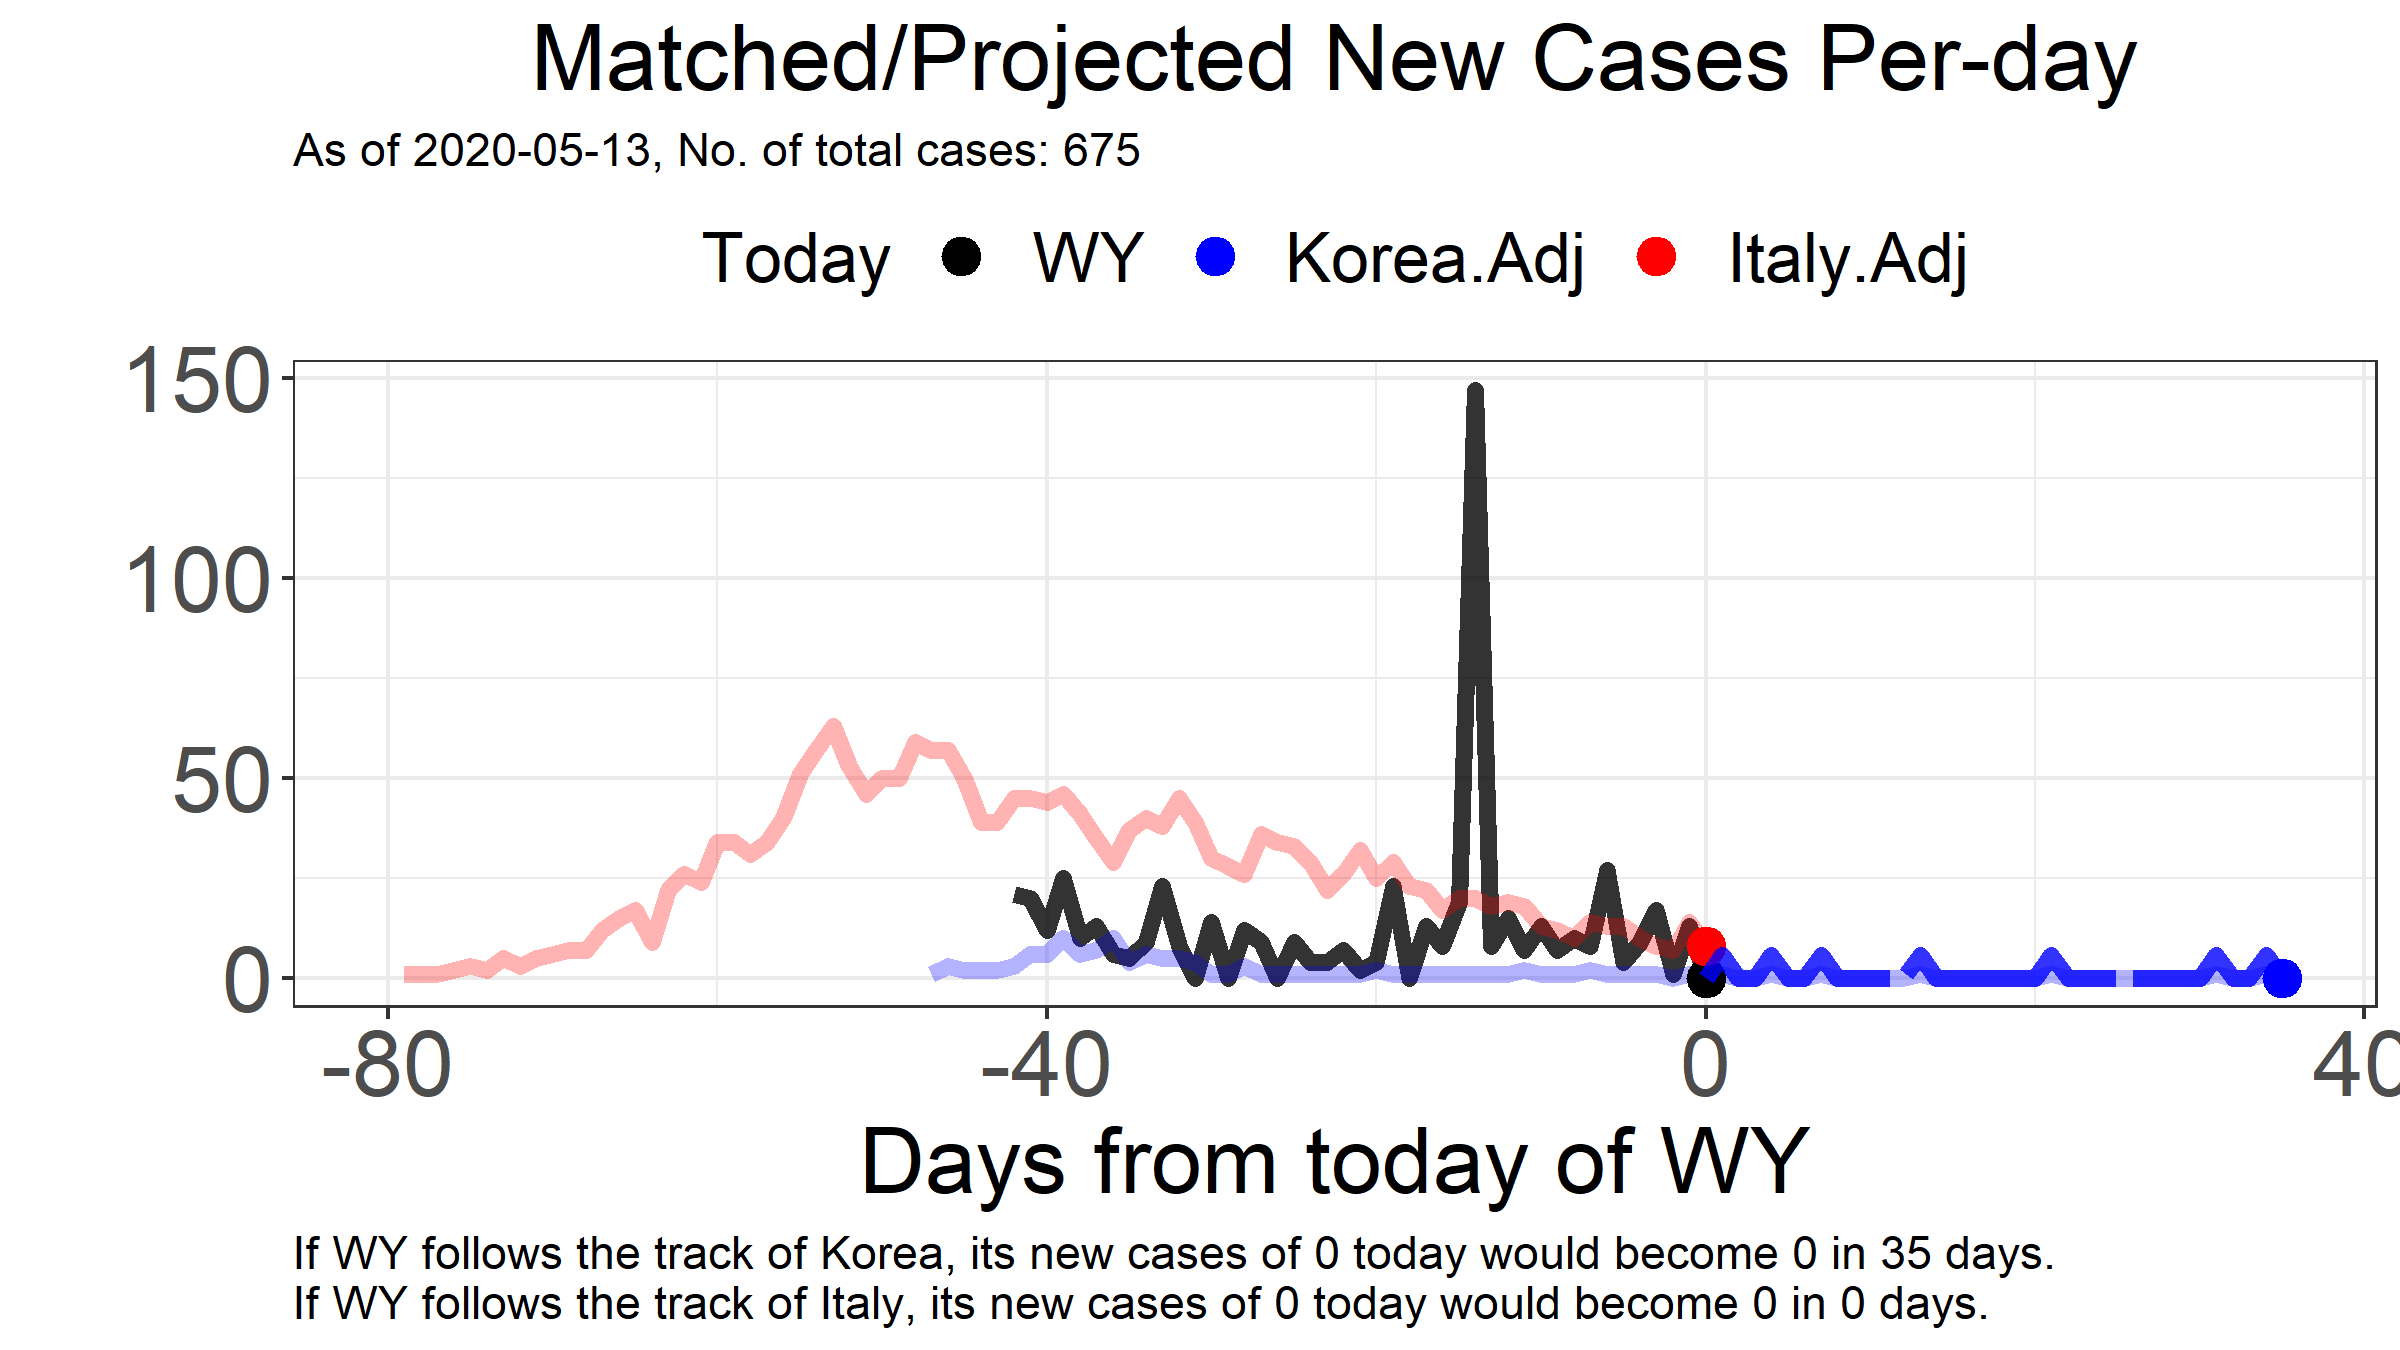 Matched/Projected New Cases Per-day
As of 2020-05-13, No. of total cases: 675
Today WY Korea.Adj Italy.Adj
150
100
50
0
-80 -40 0 40
Days from today of WY
If WY follows the track of Korea, its new cases of 0 today would become 0 in 35 days.
If WY follows the track of Italy, its new cases of 0 today would become 0 in 0 days.